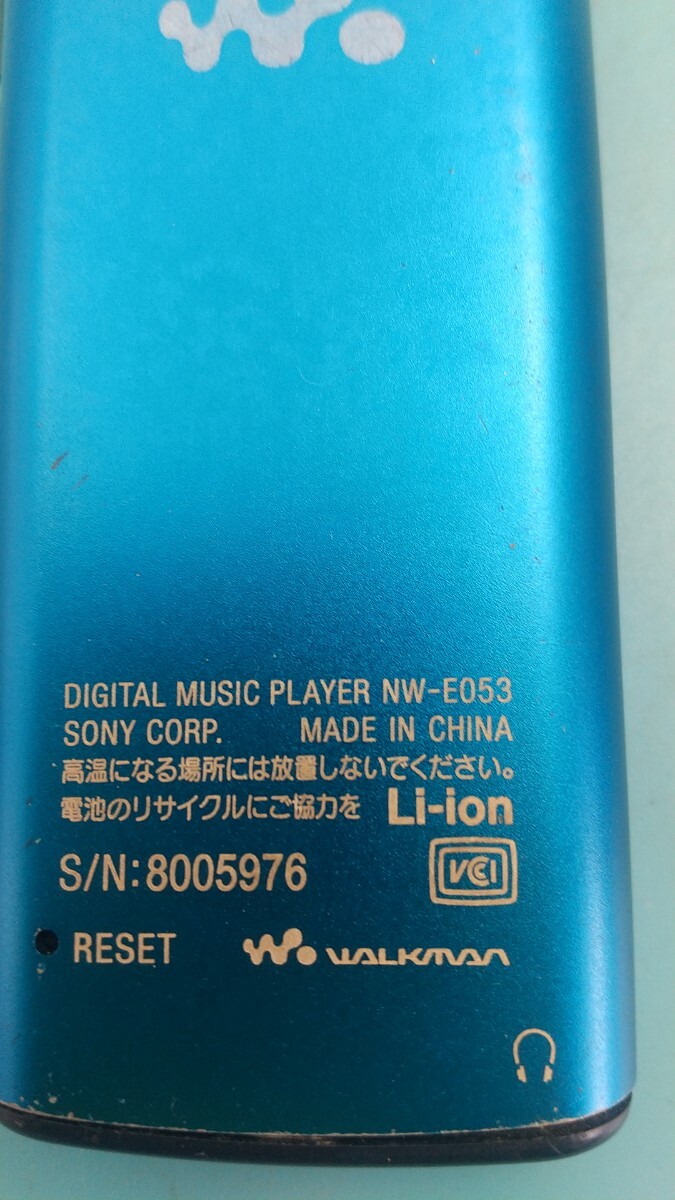 DIGITAL MUSIC PLAYER NW-E053
SONY CORP. MADE IN CHINA
高温になる場所には放置しないでください。
電池のリサイクルにご協力を Li-ion
S/N:8005976
VCCI
RESET W. WALKMAN